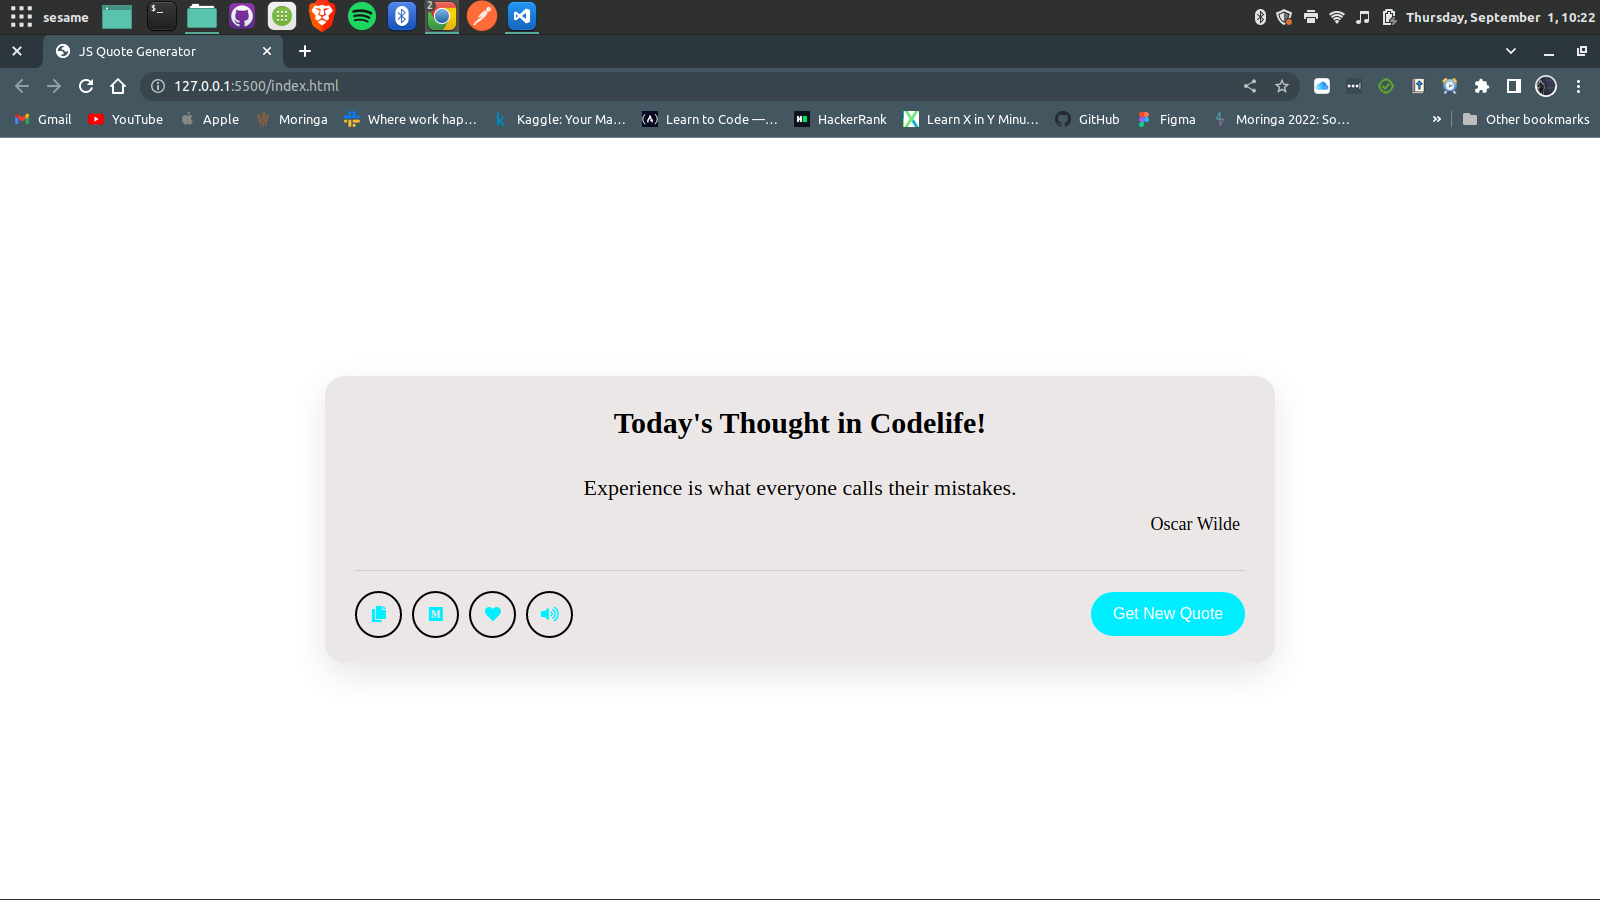 sesame
2
Thursday, September 1, 10:22
JS Quote Generator
127.0.0.1:5500/index.html
Gmail YouTube Apple Moringa Where work hap... Kaggle: Your Ma... Learn to Code —... HackerRank Learn X in Y Minu... GitHub Figma Moringa 2022: So... » Other bookmarks
Today's Thought in Codelife!
Experience is what everyone calls their mistakes.
Oscar Wilde
M
Get New Quote